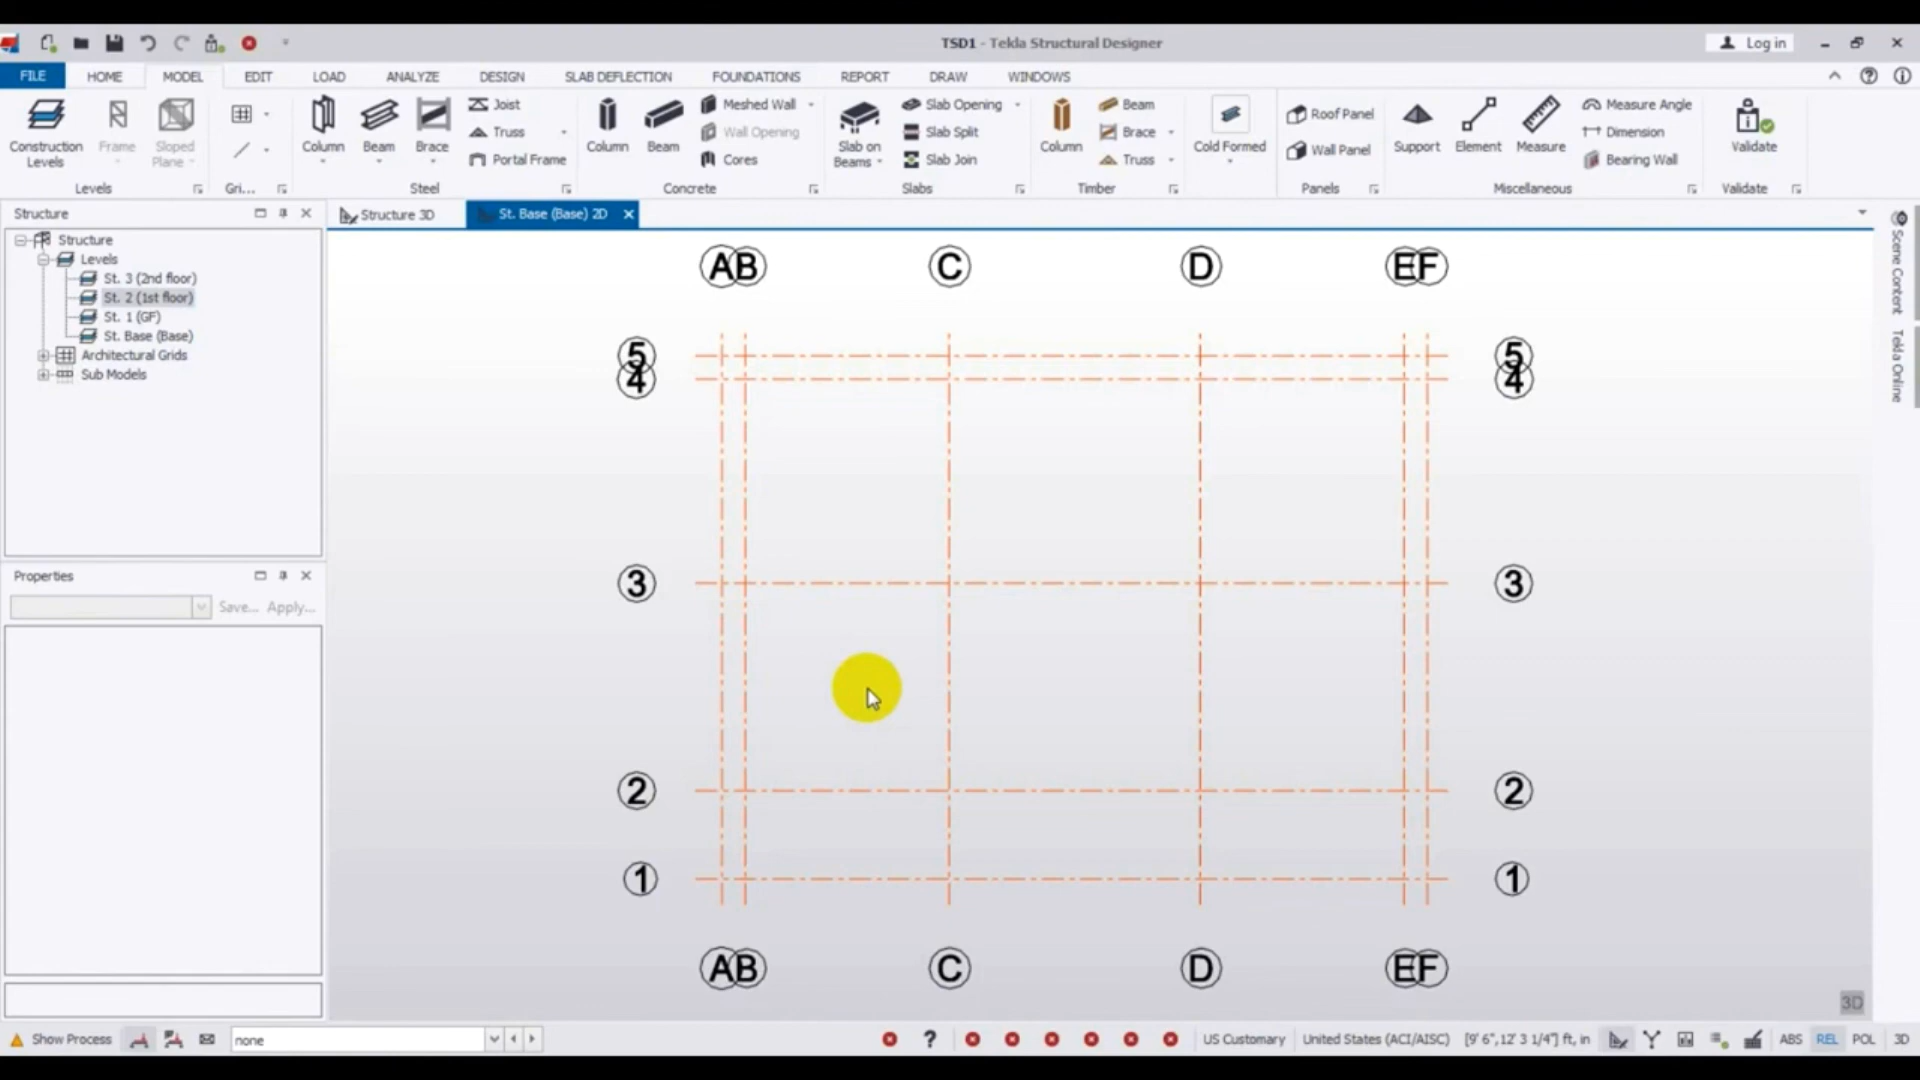 TSD1 - Tekla Structural Designer
Log in
FILE HOME MODEL EDIT LOAD ANALYZE DESIGN SLAB DEFLECTION FOUNDATIONS REPORT DRAW WINDOWS
Construction Levels
Frame
Sloped Plane
Levels
Gri...
Column
Beam
Brace
Joist
Truss
Portal Frame
Steel
Column
Beam
Meshed Wall
Wall Opening
Cores
Concrete
Slab on Beams
Slab Opening
Slab Split
Slab Join
Slabs
Column
Beam
Brace
Truss
Timber
Cold Formed
Roof Panel
Wall Panel
Panels
Support
Element
Measure
Measure Angle
Dimension
Bearing Wall
Miscellaneous
Validate
Validate
Structure
Structure
Levels
St. 3 (2nd floor)
St. 2 (1st floor)
St. 1 (GF)
St. Base (Base)
Architectural Grids
Sub Models
Properties
Save... Apply...
Structure 3D
St. Base (Base) 2D
Scene Content
Tekla Online
A B C D E F
5 5
4 4
3 3
2 2
1 1
A B C D E F
3D
Show Process
none
?
US Customary
United States (ACI/AISC)
[9' 6",12' 3 1/4"] ft, in
ABS REL POL 3D